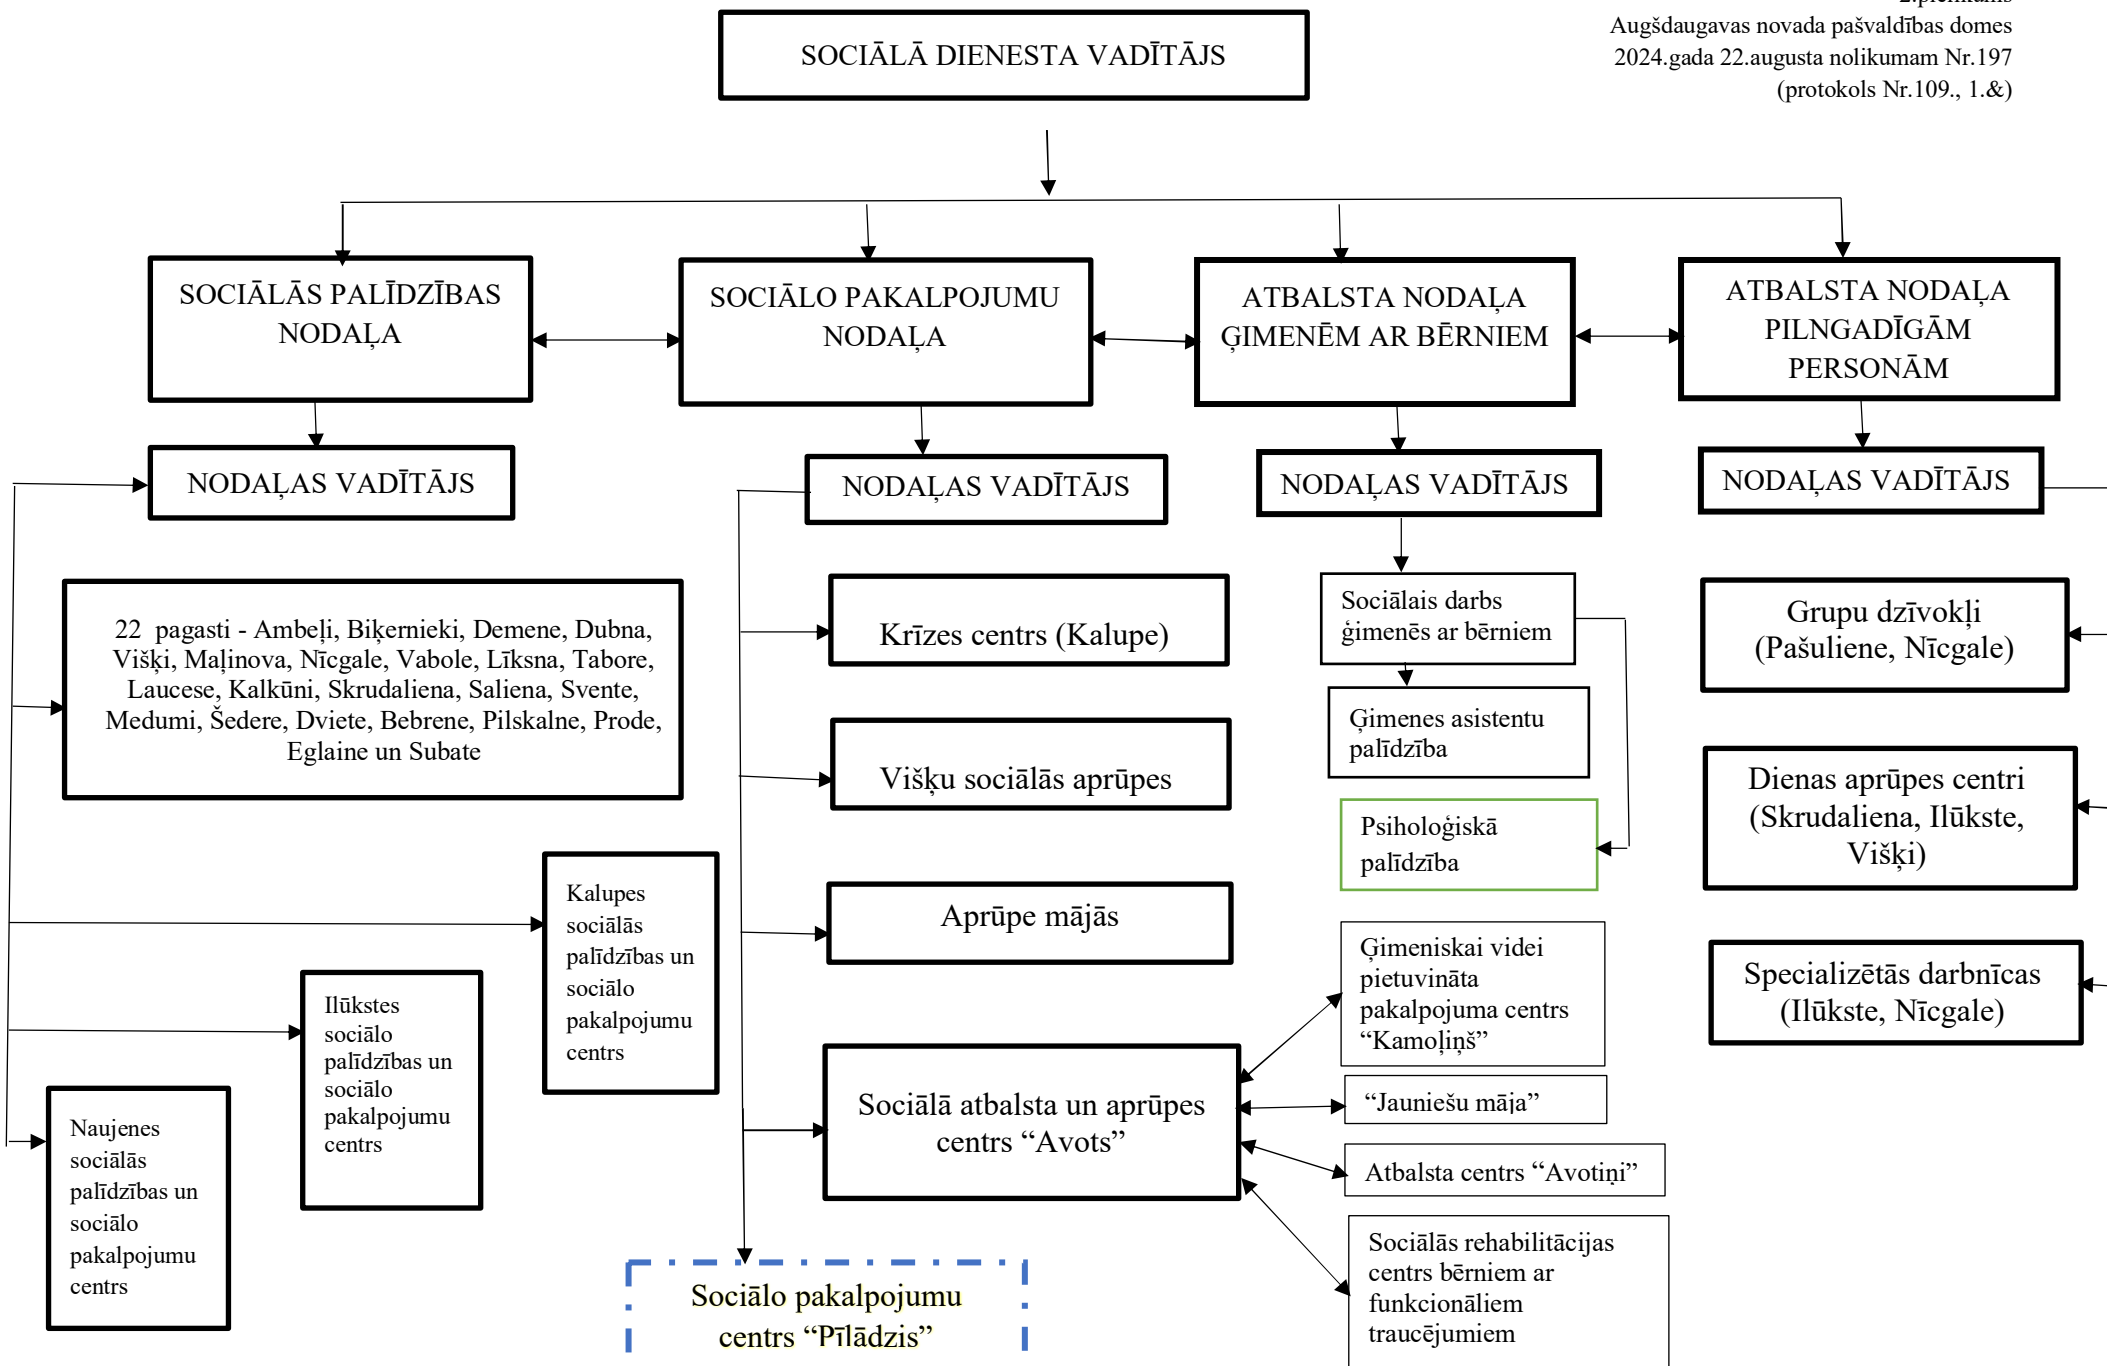 Augšdaugavas novada pašvaldības domes
2024.gada 22.augusta nolikumam Nr.197
(protokols Nr.109., 1.&)
SOCIĀLĀ DIENESTA VADĪTĀJS
SOCIĀLĀS PALĪDZĪBAS
NODAĻA
SOCIĀLO PAKALPOJUMU
NODAĻA
ATBALSTA NODAĻA
ĢIMENĒM AR BĒRNIEM
ATBALSTA NODAĻA
PILNGADĪGĀM
PERSONĀM
NODAĻAS VADĪTĀJS
NODAĻAS VADĪTĀJS
NODAĻAS VADĪTĀJS
NODAĻAS VADĪTĀJS
22 pagasti - Ambeļi, Biķernieki, Demene, Dubna,
Višķi, Maļinova, Nīcgale, Vabole, Līksna, Tabore,
Laucese, Kalkūni, Skrudaliena, Saliena, Svente,
Medumi, Šedere, Dviete, Bebrene, Pilskalne, Prode,
Eglaine un Subate
Kalupes
sociālās
palīdzības un
sociālo
pakalpojumu
centrs
Ilūkstes
sociālo
palīdzības un
sociālo
pakalpojumu
centrs
Naujenes
sociālās
palīdzības un
sociālo
pakalpojumu
centrs
Krīzes centrs (Kalupe)
Višķu sociālās aprūpes
Aprūpe mājās
Sociālā atbalsta un aprūpes
centrs “Avots”
Sociālo pakalpojumu
centrs “Pīlādzis”
Sociālais darbs
ģimenēs ar bērniem
Ģimenes asistentu
palīdzība
Psiholoģiskā
palīdzība
Ģimeniskai videi
pietuvināta
pakalpojuma centrs
“Kamoliņš”
“Jauniešu māja”
Atbalsta centrs “Avotiņi”
Sociālās rehabilitācijas
centrs bērniem ar
funkcionāliem
traucējumiem
Grupu dzīvokļi
(Pašuliene, Nīcgale)
Dienas aprūpes centri
(Skrudaliena, Ilūkste,
Višķi)
Specializētās darbnīcas
(Ilūkste, Nīcgale)